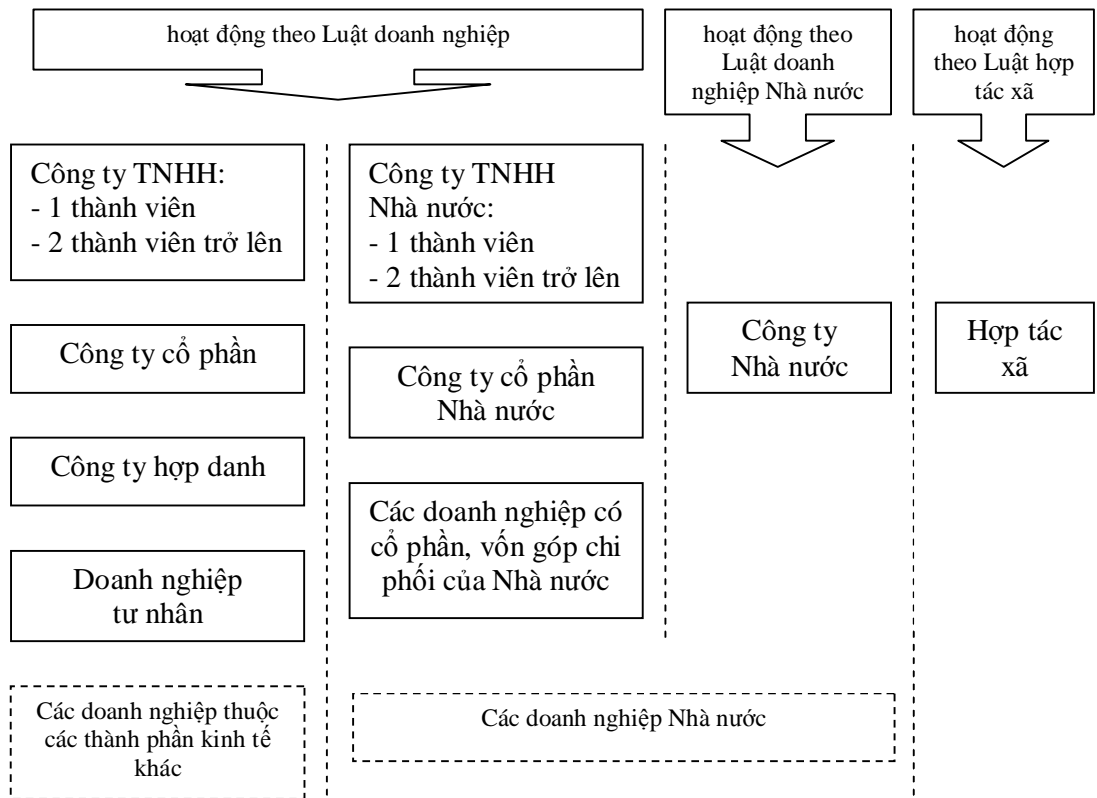 hoạt động theo Luật doanh nghiệp
hoạt động theo
Luật doanh
nghiệp Nhà nước
hoạt động
theo Luật hợp
tác xã
Công ty TNHH:
- 1 thành viên
- 2 thành viên trở lên
Công ty cổ phần
Công ty hợp danh
Doanh nghiệp
tư nhân
Các doanh nghiệp thuộc
các thành phần kinh tế
khác
Công ty TNHH
Nhà nước:
- 1 thành viên
- 2 thành viên trở lên
Công ty cổ phần
Nhà nước
Các doanh nghiệp có
cổ phần, vốn góp chi
phối của Nhà nước
Công ty
Nhà nước
Các doanh nghiệp Nhà nước
Hợp tác
xã